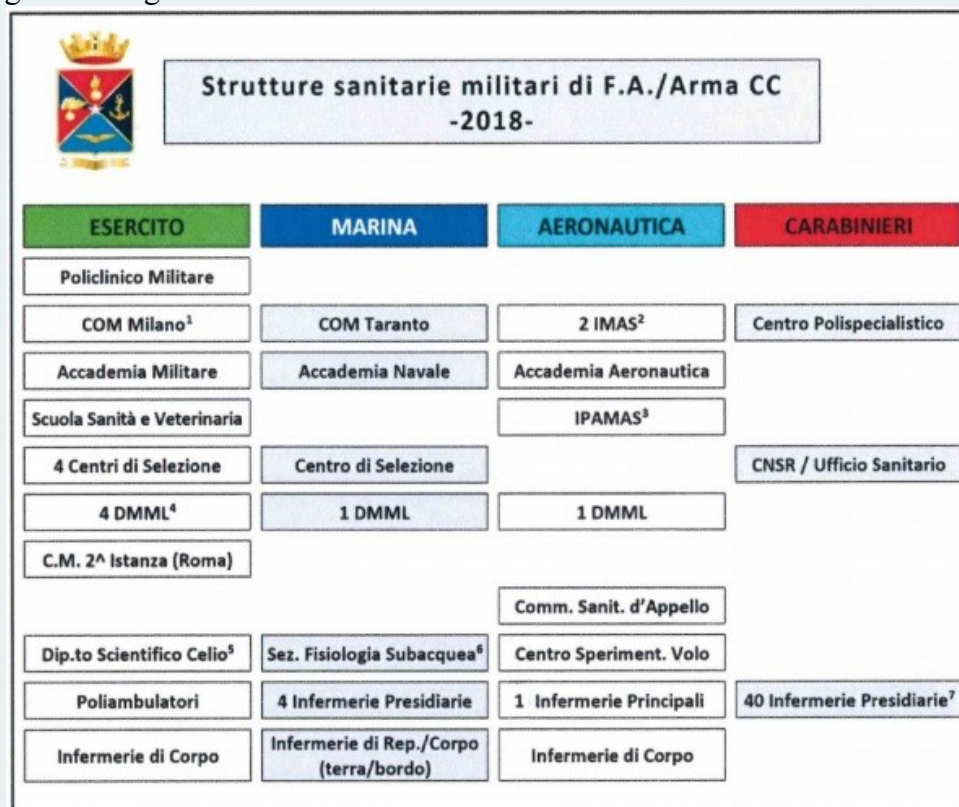 Strutture sanitarie militari di F.A./Arma CC
-2018-
ESERCITO MARINA AERONAUTICA CARABINIERI
Policlinico Militare
COM Milano¹ COM Taranto 2 IMAS² Centro Polispecialistico
Accademia Militare Accademia Navale Accademia Aeronautica
Scuola Sanità e Veterinaria IPAMAS³
4 Centri di Selezione Centro di Selezione CNSR / Ufficio Sanitario
4 DMML⁴ 1 DMML 1 DMML
C.M. 2^ Istanza (Roma)
Comm. Sanit. d'Appello
Dip.to Scientifico Celio⁵ Sez. Fisiologia Subacquea⁶ Centro Speriment. Volo
Poliambulatori 4 Infermerie Presidiarie 1 Infermerie Principali 40 Infermerie Presidiarie⁷
Infermerie di Corpo Infermerie di Rep./Corpo Infermerie di Corpo
(terra/bordo)